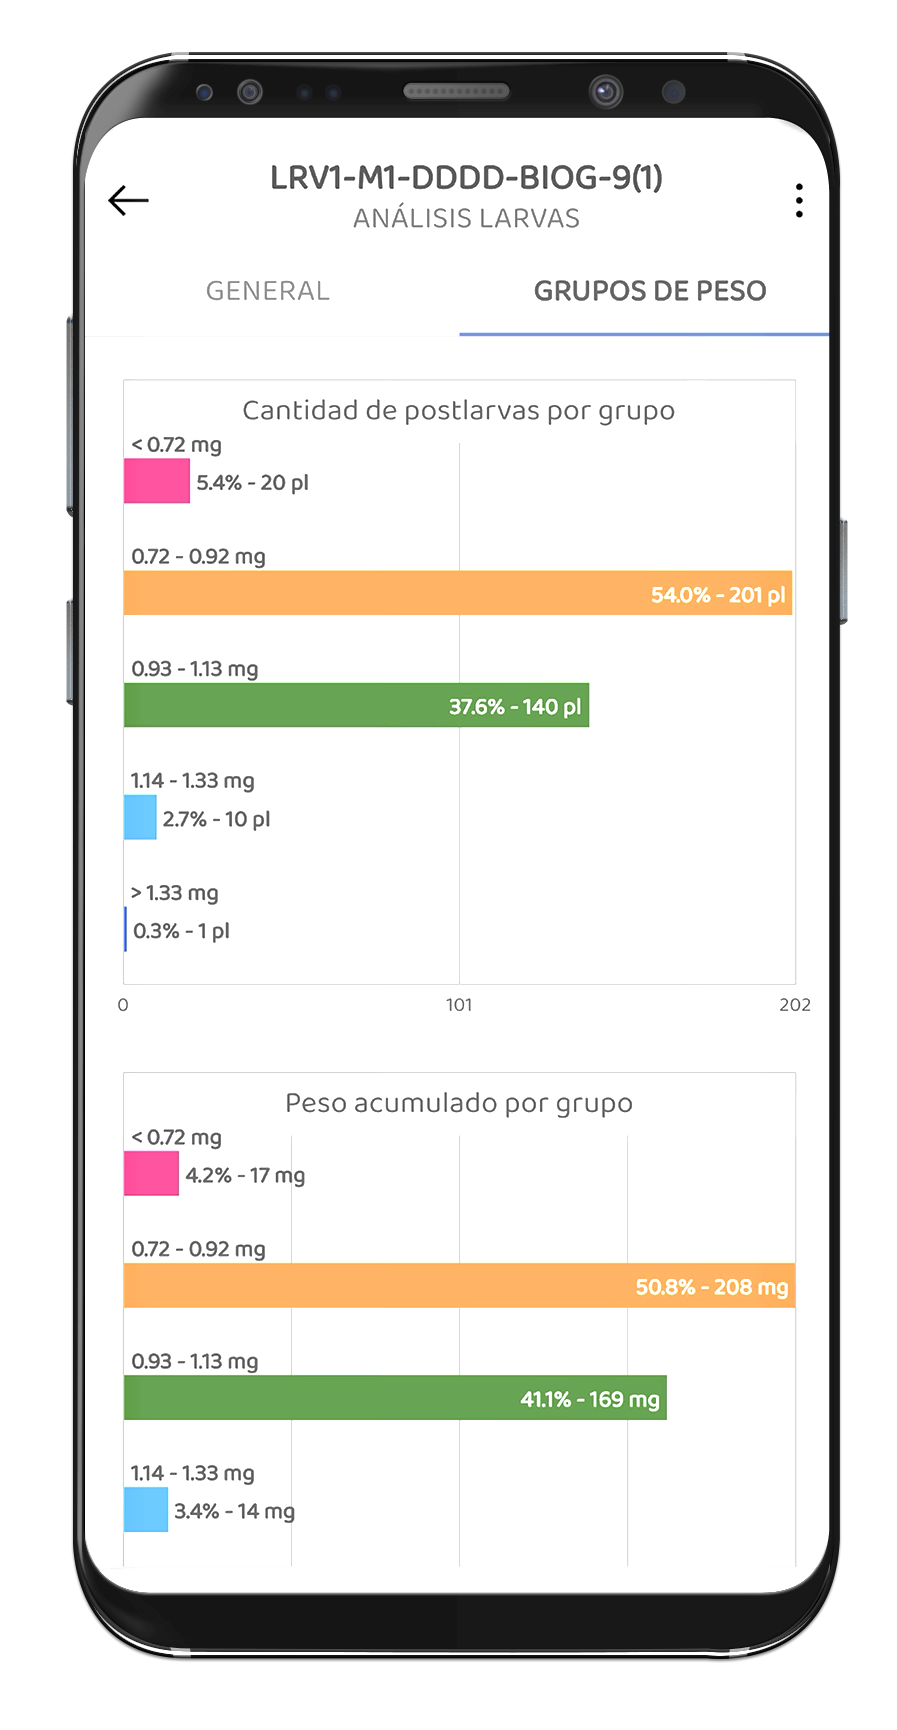 LRV1-M1-DDDD-BIOG-9(1)
ANÁLISIS LARVAS
GENERAL
GRUPOS DE PESO
Cantidad de postlarvas por grupo
< 0.72 mg
5.4% - 20 pl
0.72 - 0.92 mg
54.0% - 201 pl
0.93 - 1.13 mg
37.6% - 140 pl
1.14 - 1.33 mg
2.7% - 10 pl
> 1.33 mg
0.3% - 1 pl
0 101 202
Peso acumulado por grupo
< 0.72 mg
4.2% - 17 mg
0.72 - 0.92 mg
50.8% - 208 mg
0.93 - 1.13 mg
41.1% - 169 mg
1.14 - 1.33 mg
3.4% - 14 mg